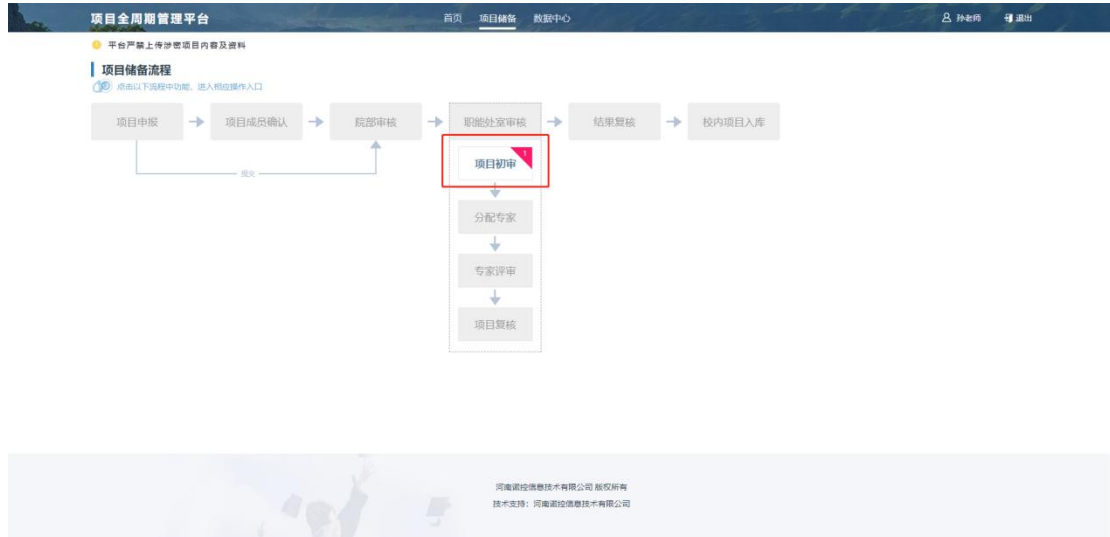 项目全周期管理平台 首页 项目储备 数据中心 孙老师 退出
平台严禁上传涉密项目内容及资料
项目储备流程
点击以下流程中功能，进入相应操作入口
项目申报 项目成员确认 院部审核 职能处室审核 结果复核 校内项目入库
项目初审 1
提交
分配专家
专家评审
项目复核
河南诺控信息技术有限公司 版权所有
技术支持：河南诺控信息技术有限公司